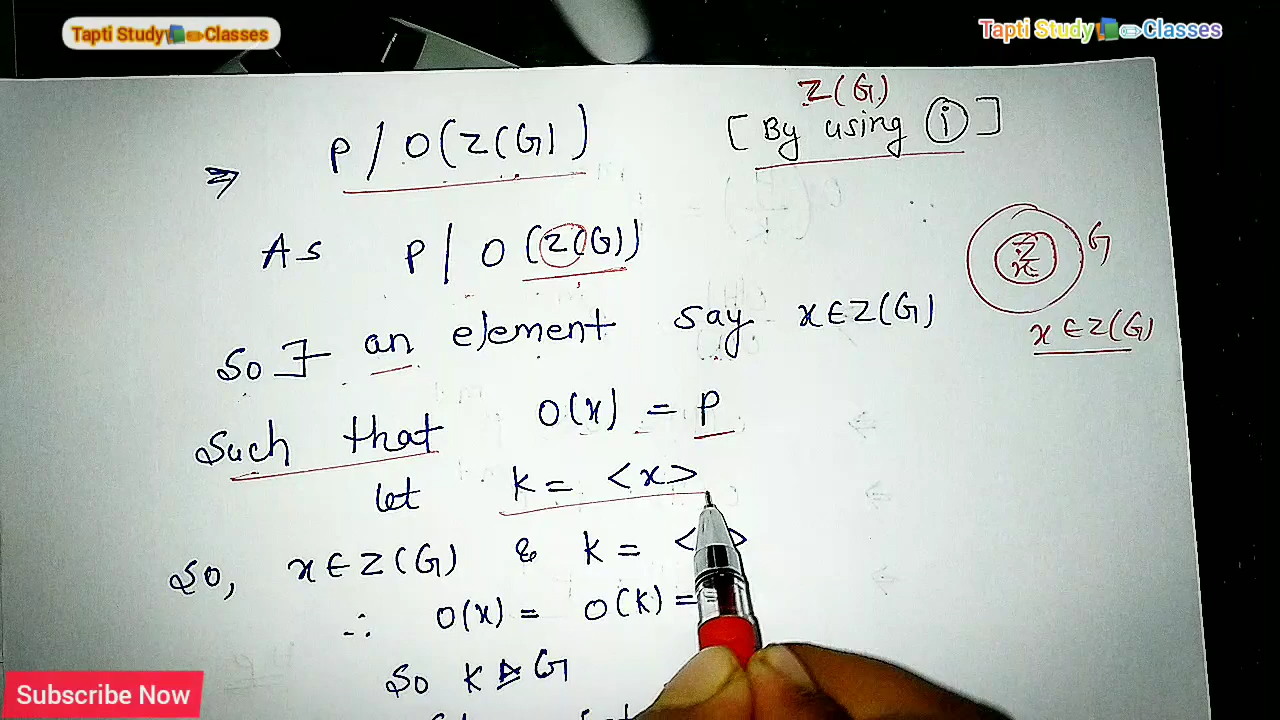 Tapti Study Classes
Tapti Study Classes
Z(G)
⇒ P / O(Z(G)) [By using (i)]
As P / O(Z(G))
Z
x
G
So ∃ an element say x∈Z(G)
x∈Z(G)
Such that O(x) = P
let k = <x>
So, x∈Z(G) & k = < >
∴ O(x) = O(k) =
So k ⊵ G
Subscribe Now